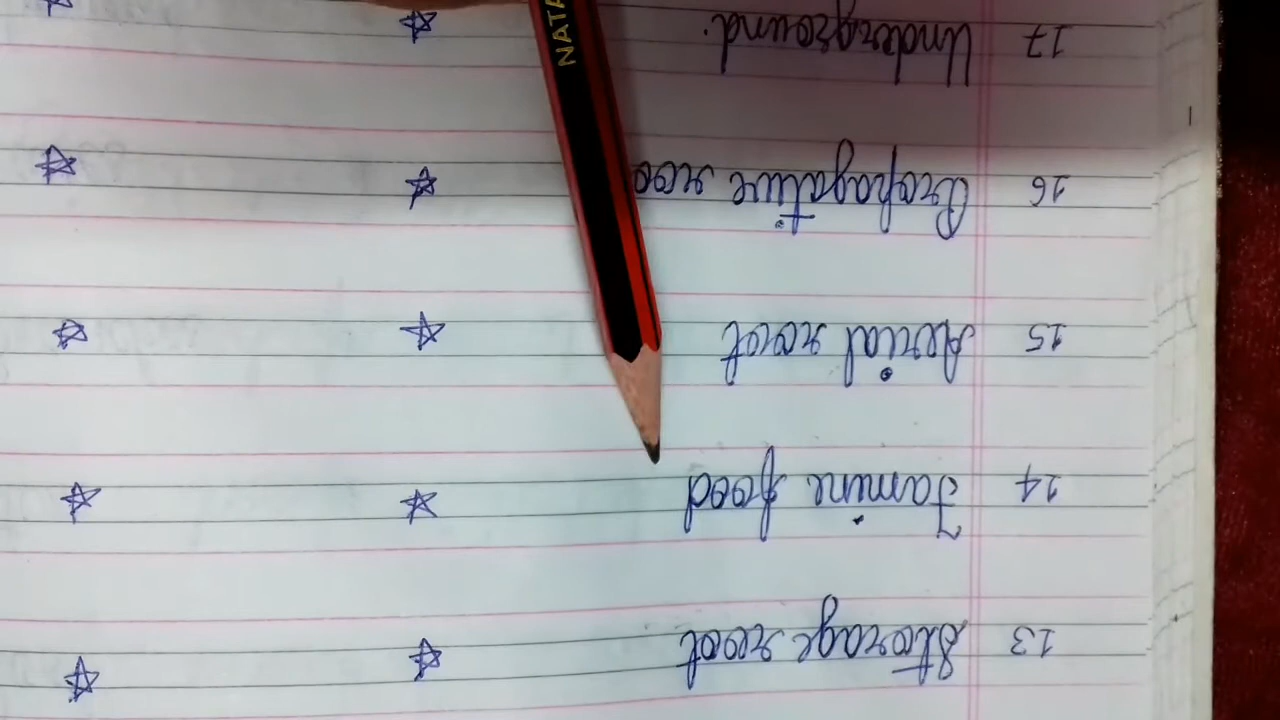 13 Storage root
14 Famine food
15 Aerial root
16 Propagative roo
17 Underground.
NATA